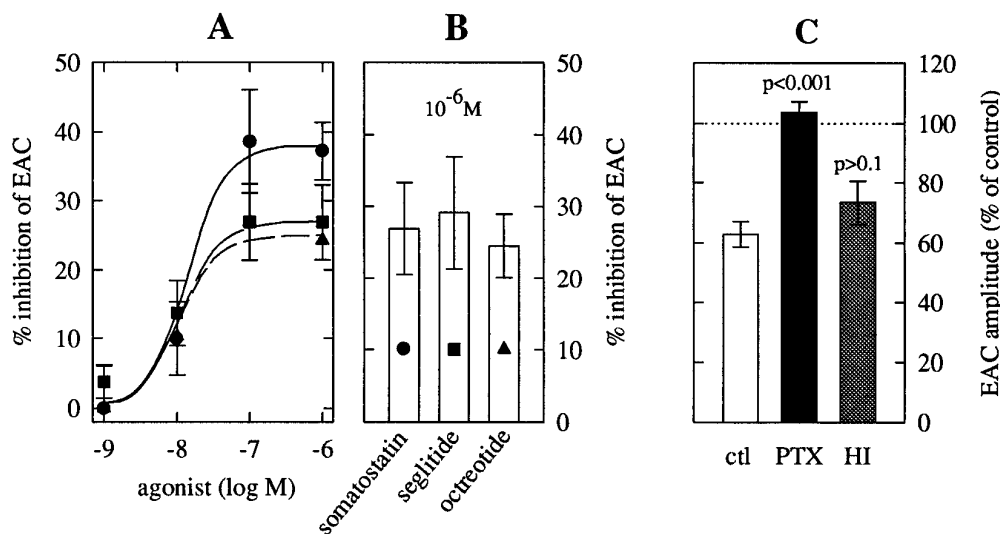 A
B
C
% inhibition of EAC
50
40
30
20
10
0
-9
-8
-7
-6
agonist (log M)
10⁻⁶M
somatostatin
seglitide
octreotide
50
40
30
20
10
0
% inhibition of EAC
p<0.001
p>0.1
ctl
PTX
HI
120
100
80
60
40
20
0
EAC amplitude (% of control)